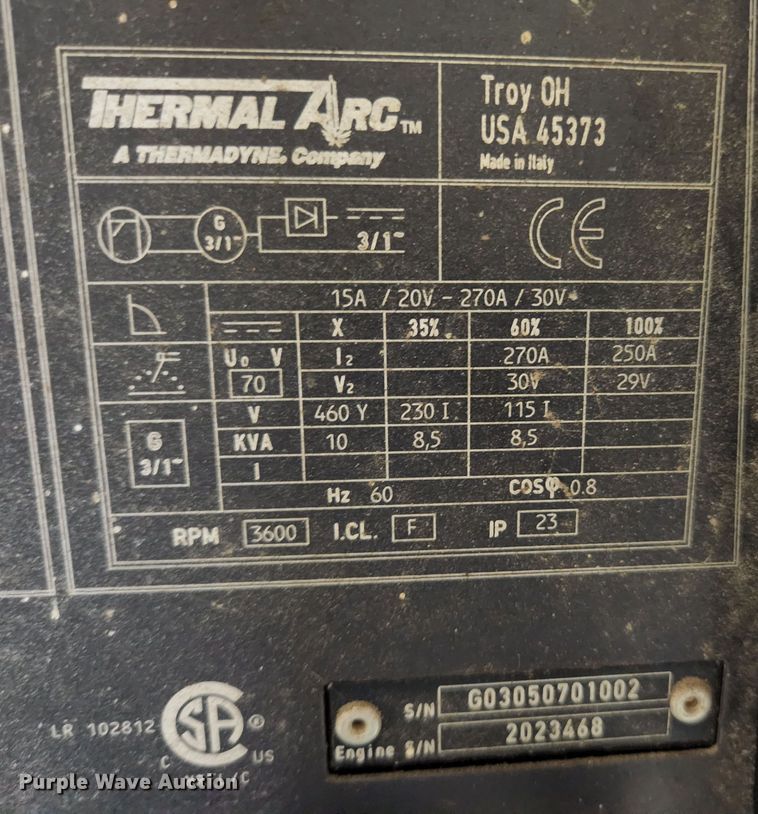 THERMAL ARC™
A THERMADYNE® Company
Troy OH
USA 45373
Made in Italy
G
3/1~
3/1~
CE
15A / 20V - 270A / 30V
X 35% 60% 100%
U₀ V I₂ 270A 250A
70 V₂ 30V 29V
V 460 Y 230 I 115 I
G KVA 10 8,5 8,5
3/1~ I
Hz 60 COSφ 0.8
RPM 3600 I.CL. F IP 23
LR 102812 SA ®
C US
S/N G03050701002
Engine S/N 2023468
Purple Wave Auction